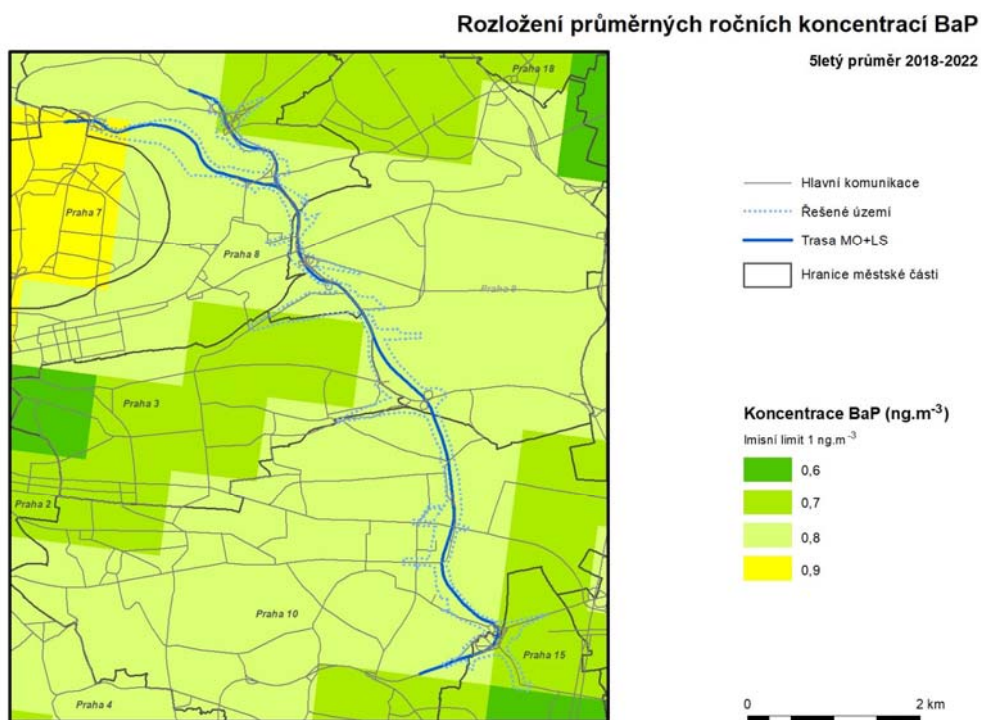 Rozložení průměrných ročních koncentrací BaP
5letý průměr 2018-2022
Praha 18
Praha 7
Praha 8
Praha 9
Praha 3
Praha 2
Praha 10
Praha 15
Praha 4
Hlavní komunikace
Řešené území
Trasa MO+LS
Hranice městské části
Koncentrace BaP (ng.m⁻³)
Imisní limit 1 ng.m⁻³
0,6
0,7
0,8
0,9
0 2 km